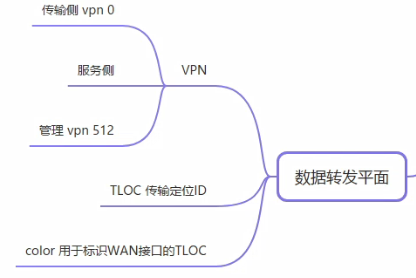 传输侧 vpn 0
服务侧
VPN
管理 vpn 512
数据转发平面
TLOC 传输定位ID
color 用于标识WAN接口的TLOC